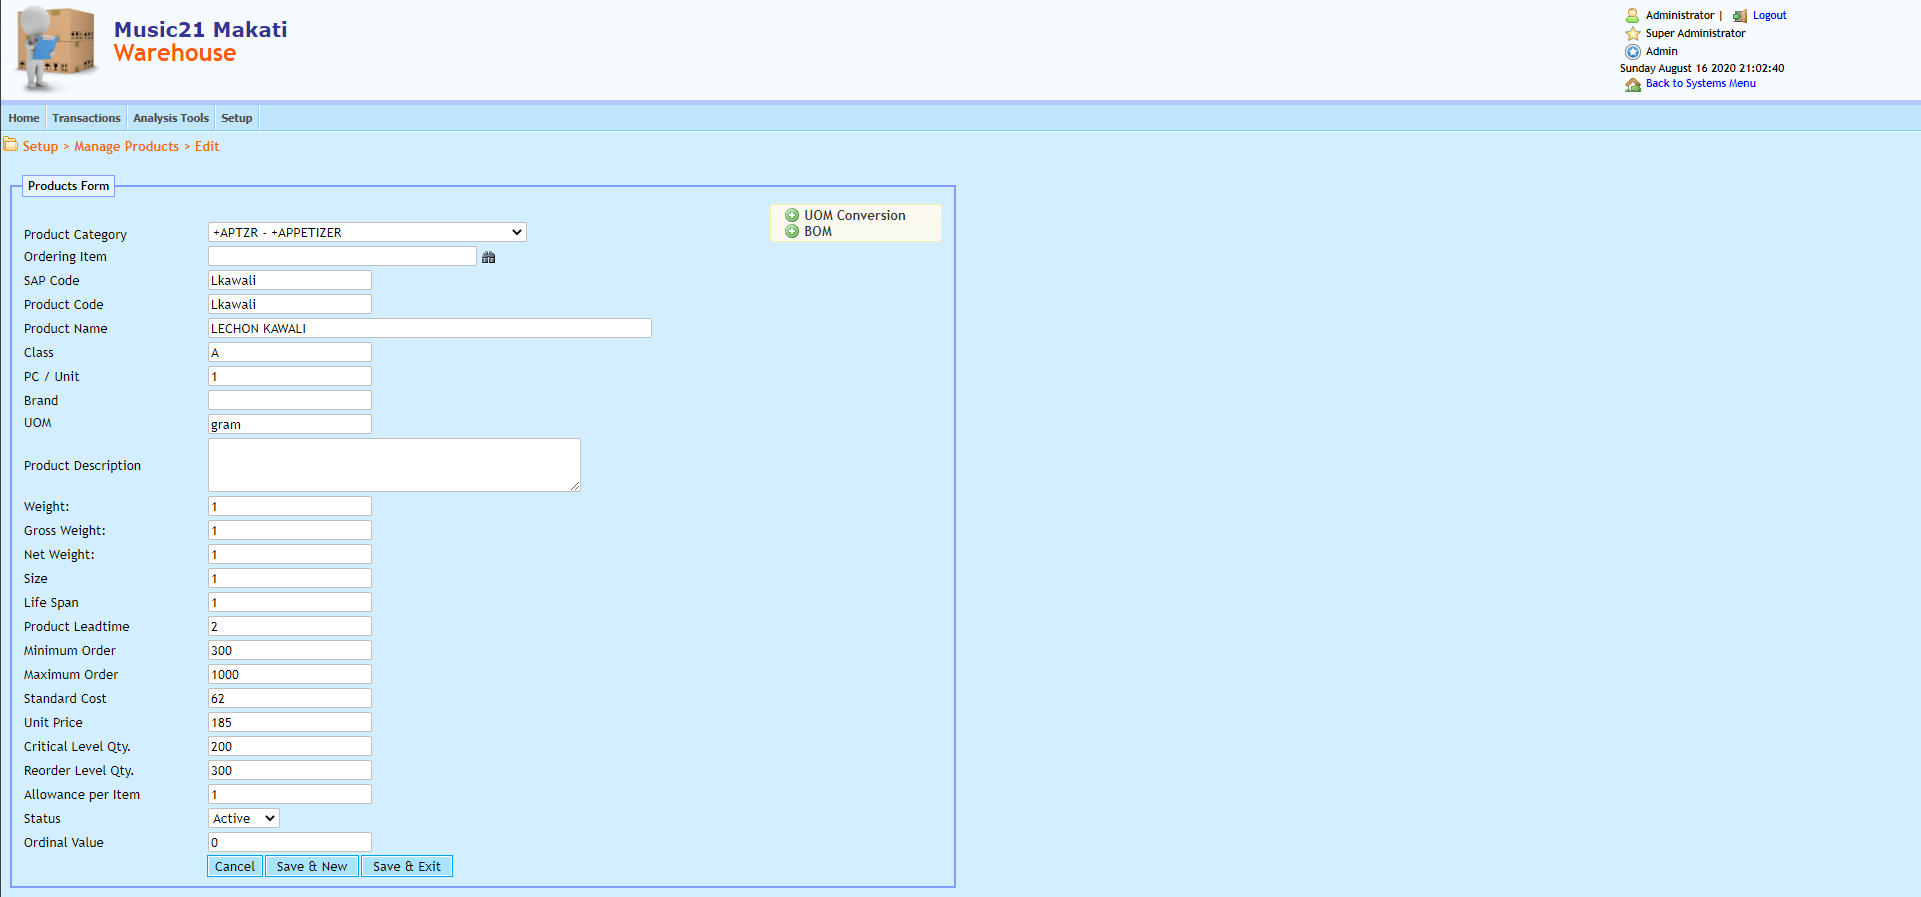 Music21 Makati
Warehouse
Administrator | Logout
Super Administrator
Admin
Sunday August 16 2020 21:02:40
Back to Systems Menu
Home Transactions Analysis Tools Setup
Setup > Manage Products > Edit
Products Form
UOM Conversion
BOM
Product Category +APTZR - +APPETIZER
Ordering Item
SAP Code Lkawali
Product Code Lkawali
Product Name LECHON KAWALI
Class A
PC / Unit 1
Brand
UOM gram
Product Description
Weight: 1
Gross Weight: 1
Net Weight: 1
Size 1
Life Span 1
Product Leadtime 2
Minimum Order 300
Maximum Order 1000
Standard Cost 62
Unit Price 185
Critical Level Qty. 200
Reorder Level Qty. 300
Allowance per Item 1
Status Active
Ordinal Value 0
Cancel Save & New Save & Exit